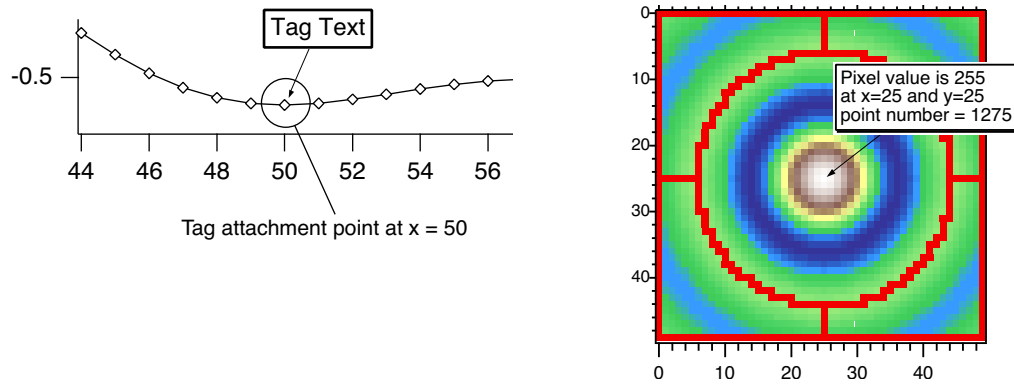 Tag Text
-0.5
44 46 48 50 52 54 56
Tag attachment point at x = 50
0
10
20
30
40
Pixel value is 255
at x=25 and y=25
point number = 1275
0 10 20 30 40